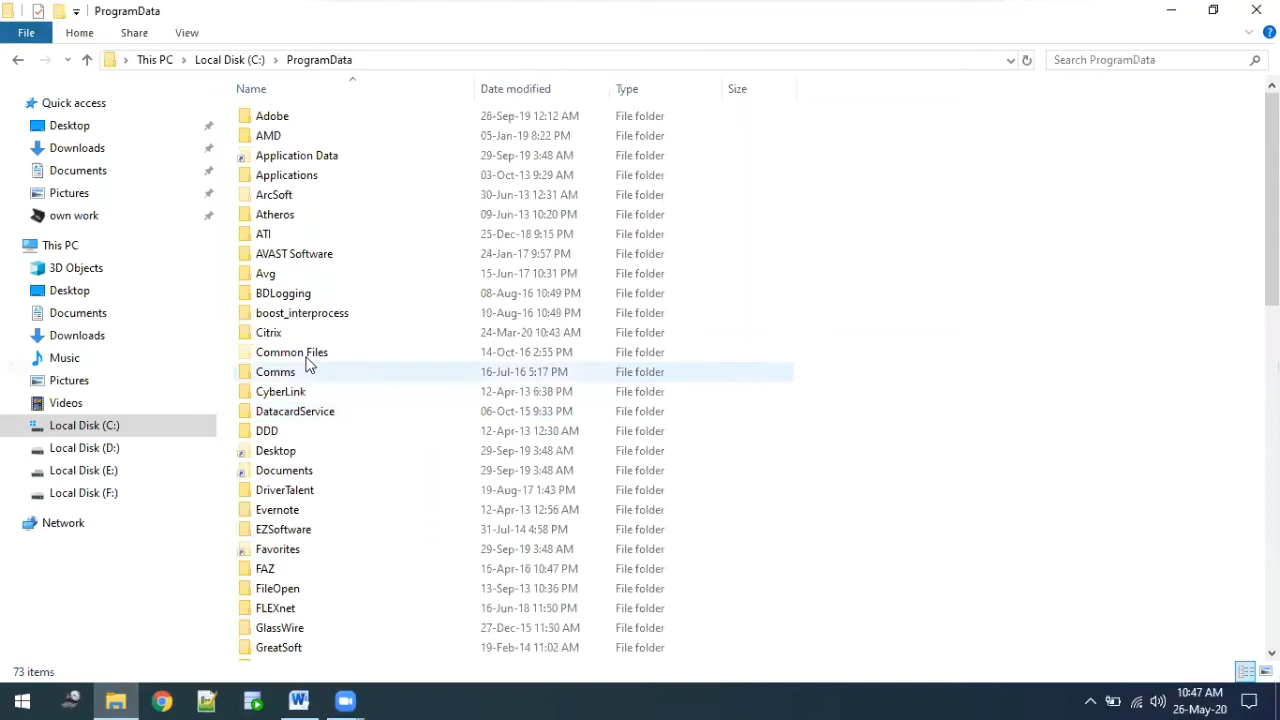 ProgramData
File Home Share View
This PC Local Disk (C:) ProgramData Search ProgramData
Name Date modified Type Size
Quick access
Desktop
Downloads
Documents
Pictures
own work
This PC
3D Objects
Desktop
Documents
Downloads
Music
Pictures
Videos
Local Disk (C:)
Local Disk (D:)
Local Disk (E:)
Local Disk (F:)
Network
Adobe 28-Sep-19 12:12 AM File folder
AMD 05-Jan-19 8:22 PM File folder
Application Data 29-Sep-19 3:48 AM File folder
Applications 03-Oct-13 9:29 AM File folder
ArcSoft 30-Jun-13 12:31 AM File folder
Atheros 09-Jun-13 10:20 PM File folder
ATI 25-Dec-18 9:15 PM File folder
AVAST Software 24-Jan-17 9:57 PM File folder
Avg 15-Jun-17 10:31 PM File folder
BDLogging 08-Aug-16 10:49 PM File folder
boost_interprocess 19-Aug-16 10:49 PM File folder
Citrix 24-Mar-20 10:43 AM File folder
Common Files 14-Oct-16 2:55 PM File folder
Comms 16-Jul-16 5:17 PM File folder
CyberLink 12-Apr-13 6:38 PM File folder
DatacardService 06-Oct-15 9:33 PM File folder
DDD 12-Apr-13 12:30 AM File folder
Desktop 29-Sep-19 3:48 AM File folder
Documents 29-Sep-19 3:48 AM File folder
DriverTalent 19-Aug-17 1:43 PM File folder
Evernote 12-Apr-13 12:56 AM File folder
EZSoftware 31-Jul-14 4:58 PM File folder
Favorites 29-Sep-19 3:48 AM File folder
FAZ 16-Apr-16 10:47 PM File folder
FileOpen 13-Sep-13 10:36 PM File folder
FLEXnet 16-Jun-18 11:50 PM File folder
GlassWire 27-Dec-15 11:30 AM File folder
GreatSoft 19-Feb-14 11:02 AM File folder
73 items
10:47 AM
26-May-20